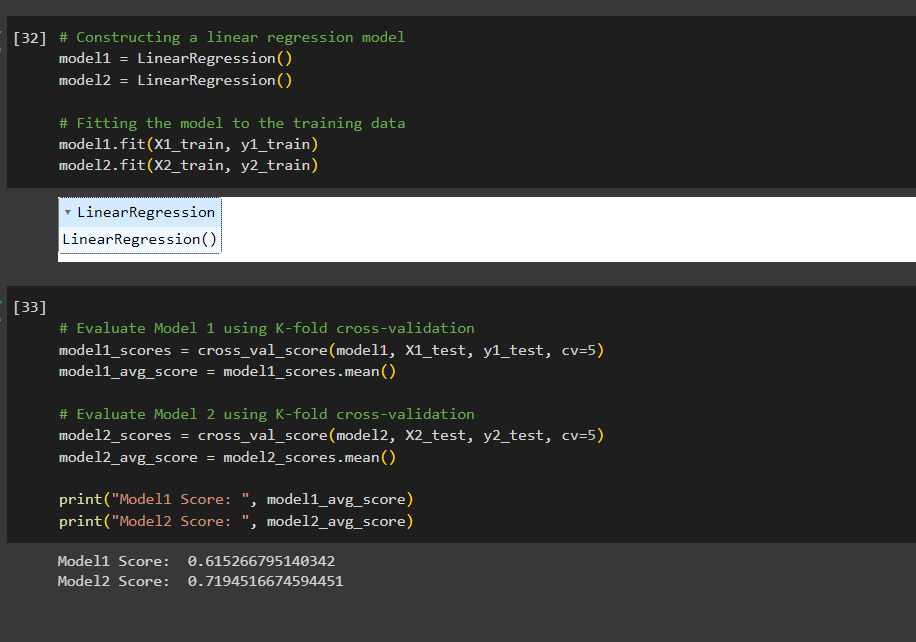 [32] # Constructing a linear regression model
model1 = LinearRegression()
model2 = LinearRegression()
# Fitting the model to the training data
model1.fit(X1_train, y1_train)
model2.fit(X2_train, y2_train)
▾ LinearRegression
LinearRegression()
[33]
# Evaluate Model 1 using K-fold cross-validation
model1_scores = cross_val_score(model1, X1_test, y1_test, cv=5)
model1_avg_score = model1_scores.mean()
# Evaluate Model 2 using K-fold cross-validation
model2_scores = cross_val_score(model2, X2_test, y2_test, cv=5)
model2_avg_score = model2_scores.mean()
print("Model1 Score: ", model1_avg_score)
print("Model2 Score: ", model2_avg_score)
Model1 Score:  0.615266795140342
Model2 Score:  0.7194516674594451